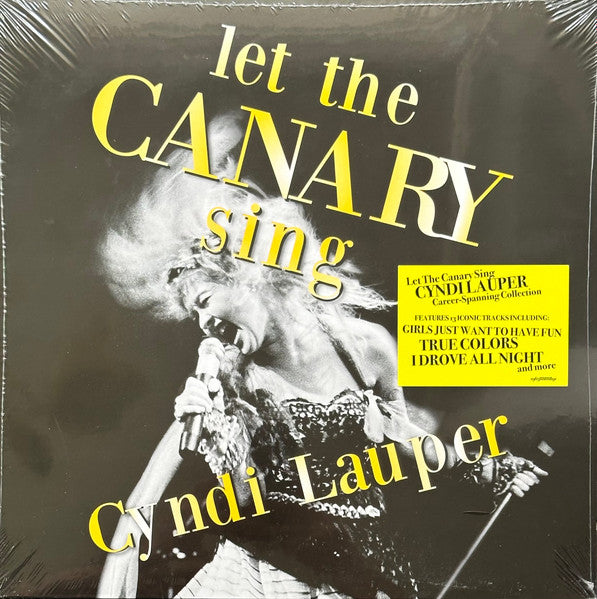 let the
CANARY
sing
Let The Canary Sing
CYNDI LAUPER
Career-Spanning Collection
FEATURES 13 ICONIC TRACKS INCLUDING:
GIRLS JUST WANT TO HAVE FUN
TRUE COLORS
I DROVE ALL NIGHT
and more
Cyndi Lauper